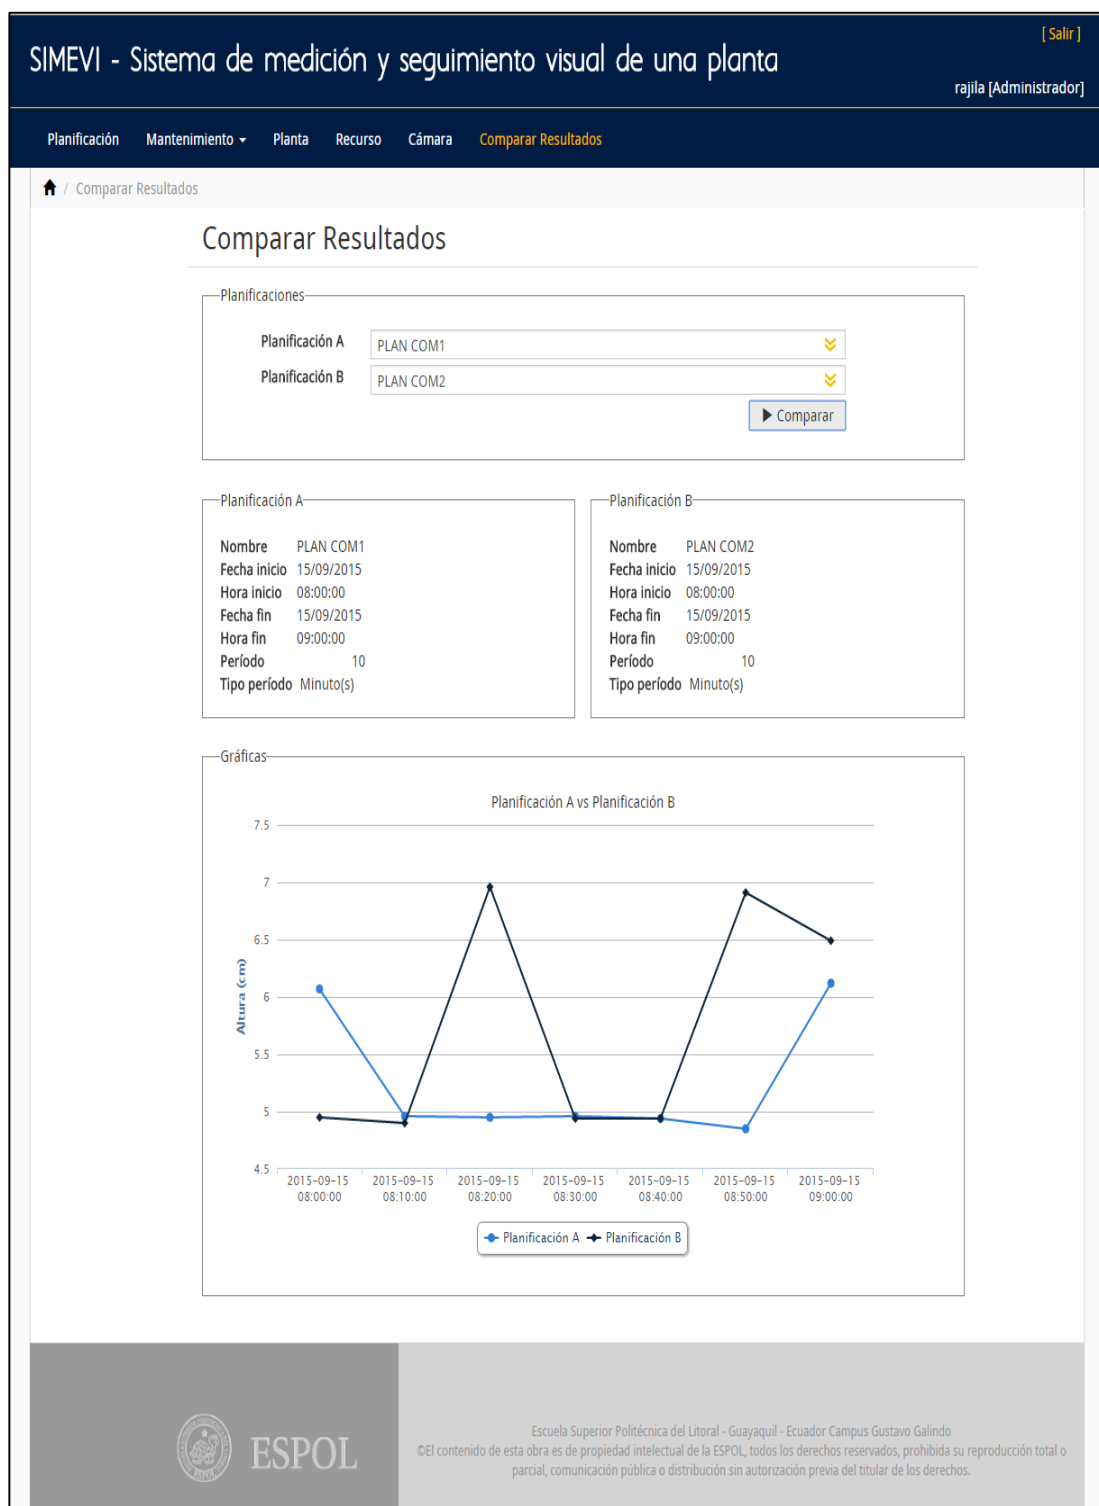 [ Salir ]
SIMEVI - Sistema de medición y seguimiento visual de una planta
rajila [Administrador]
Planificación Mantenimiento Planta Recurso Cámara Comparar Resultados
/ Comparar Resultados
Comparar Resultados
Planificaciones
Planificación A PLAN COM1
Planificación B PLAN COM2
Comparar
Planificación A
Nombre PLAN COM1
Fecha inicio 15/09/2015
Hora inicio 08:00:00
Fecha fin 15/09/2015
Hora fin 09:00:00
Período 10
Tipo período Minuto(s)
Planificación B
Nombre PLAN COM2
Fecha inicio 15/09/2015
Hora inicio 08:00:00
Fecha fin 15/09/2015
Hora fin 09:00:00
Período 10
Tipo período Minuto(s)
Gráficas
Planificación A vs Planificación B
Altura (cm)
7.5
7
6.5
6
5.5
5
4.5
2015-09-15 2015-09-15 2015-09-15 2015-09-15 2015-09-15 2015-09-15 2015-09-15
08:00:00 08:10:00 08:20:00 08:30:00 08:40:00 08:50:00 09:00:00
Planificación A Planificación B
ESPOL
Escuela Superior Politécnica del Litoral - Guayaquil - Ecuador Campus Gustavo Galindo
©El contenido de esta obra es de propiedad intelectual de la ESPOL, todos los derechos reservados, prohibida su reproducción total o
parcial, comunicación pública o distribución sin autorización previa del titular de los derechos.